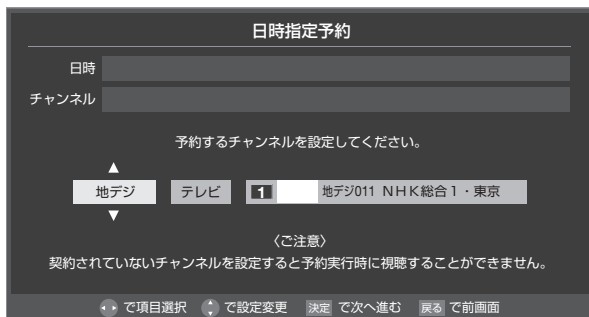 日時指定予約
日時
チャンネル
予約するチャンネルを設定してください。
▲
地デジ テレビ 1 地デジ011 NHK総合1・東京
▼
〈ご注意〉
契約されていないチャンネルを設定すると予約実行時に視聴することができません。
で項目選択 で設定変更 決定 で次へ進む 戻る で前画面